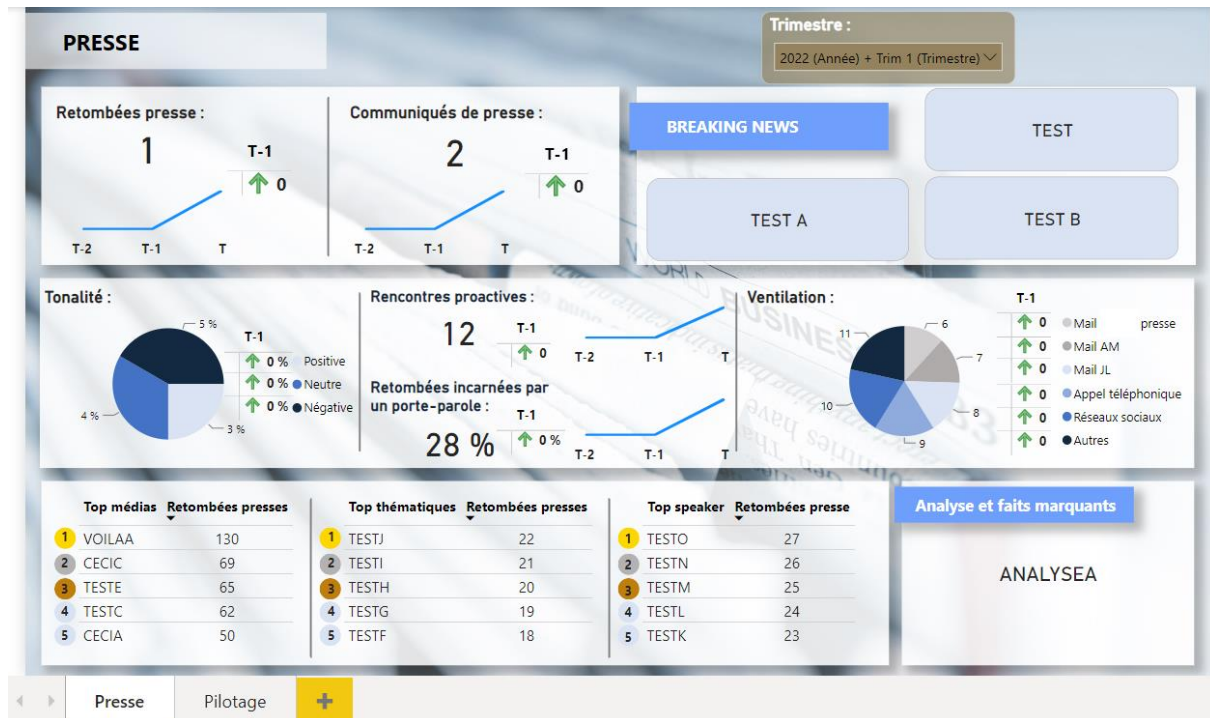 PRESSE
Trimestre :
2022 (Année) + Trim 1 (Trimestre)
Retombées presse :
1
T-1
0
T-2 T-1 T
Communiqués de presse :
2
T-1
0
T-2 T-1 T
BREAKING NEWS
TEST
TEST A
TEST B
Tonalité :
5 %
4 %
3 %
T-1
0 % Positive
0 % Neutre
0 % Négative
Rencontres proactives :
12
T-1
0
T-2 T-1 T
Retombées incarnées par
un porte-parole :
28 %
T-1
0 %
T-2 T-1 T
Ventilation :
11
6
7
10
8
9
T-1
0 Mail presse
0 Mail AM
0 Mail JL
0 Appel téléphonique
0 Réseaux sociaux
0 Autres
WORLD BUSINESS
Top médias Retombées presses
1 VOILAA 130
2 CECIC 69
3 TESTE 65
4 TESTC 62
5 CECIA 50
Top thématiques Retombées presses
1 TESTJ 22
2 TESTI 21
3 TESTH 20
4 TESTG 19
5 TESTF 18
Top speaker Retombées presse
1 TESTO 27
2 TESTN 26
3 TESTM 25
4 TESTL 24
5 TESTK 23
Analyse et faits marquants
ANALYSEA
Presse
Pilotage
+